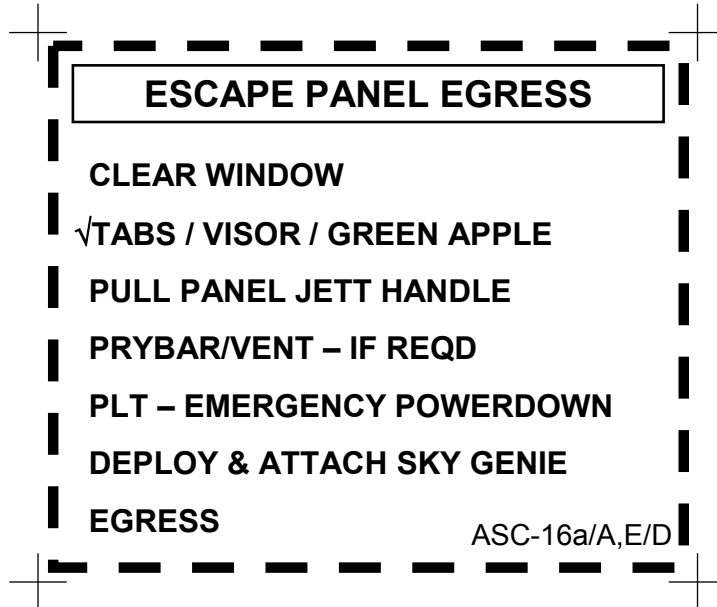 ESCAPE PANEL EGRESS
CLEAR WINDOW
√TABS / VISOR / GREEN APPLE
PULL PANEL JETT HANDLE
PRYBAR/VENT – IF REQD
PLT – EMERGENCY POWERDOWN
DEPLOY & ATTACH SKY GENIE
EGRESS
ASC-16a/A,E/D